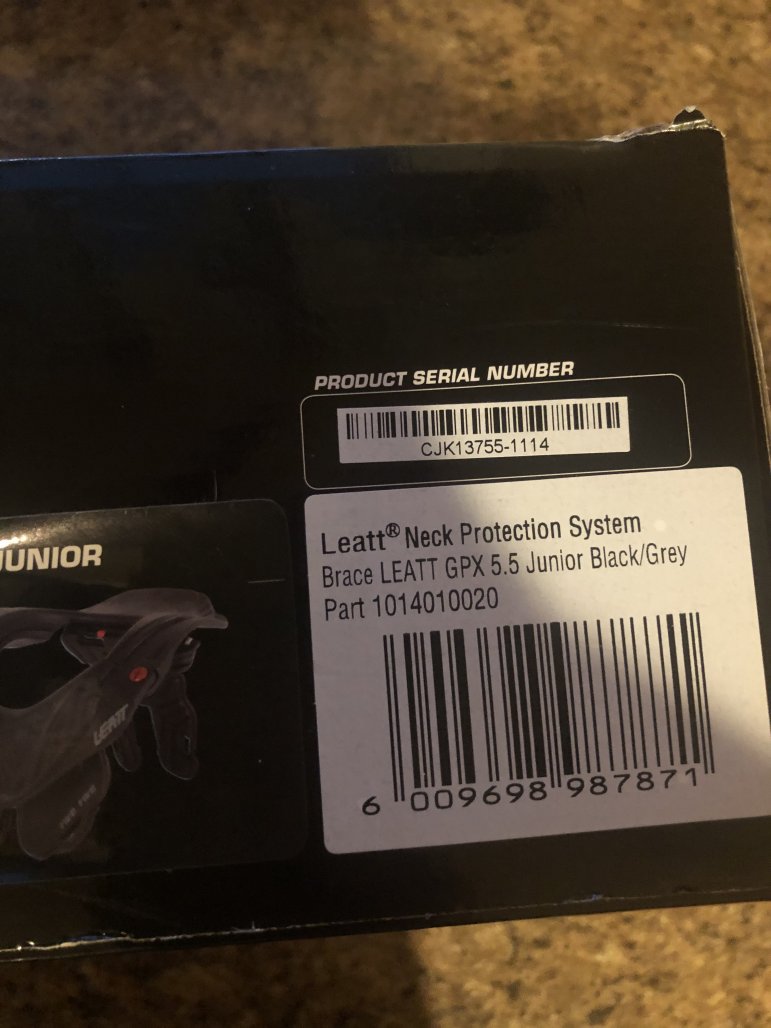 PRODUCT SERIAL NUMBER
CJK13755-1114
Leatt® Neck Protection System
Brace LEATT GPX 5.5 Junior Black/Grey
Part 1014010020
6 009698 987871
JUNIOR
LEATT